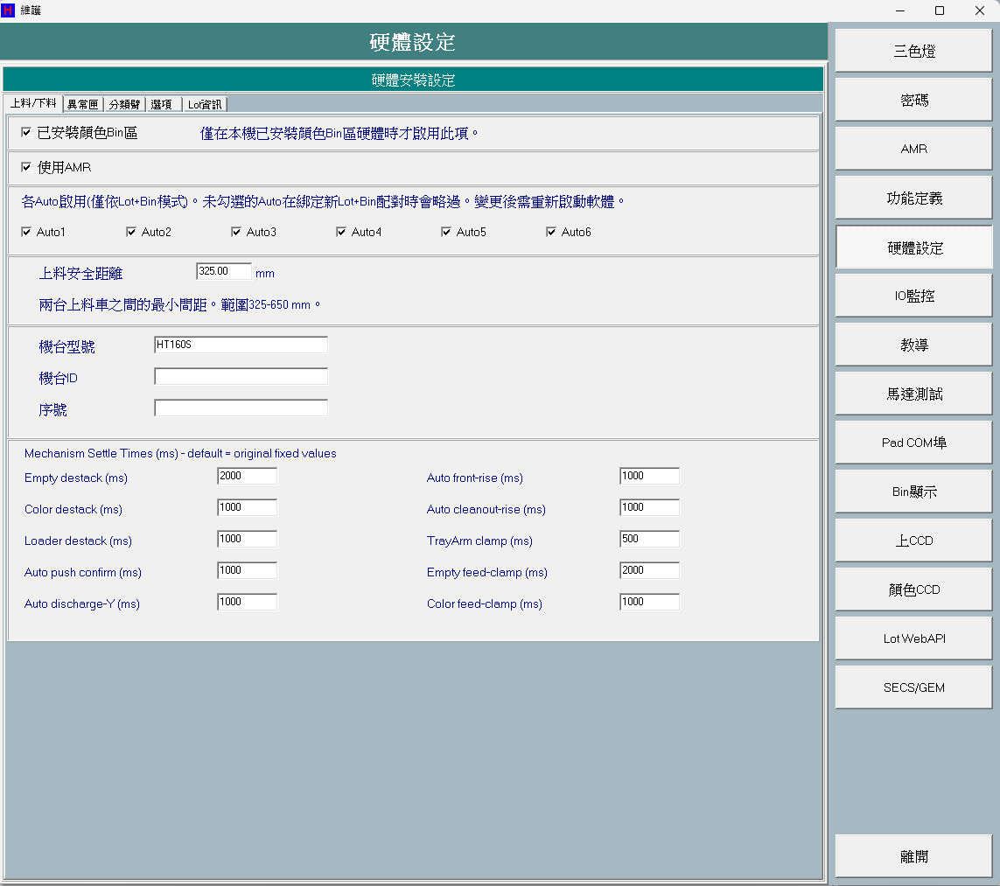 H 維護
硬體設定
硬體安裝設定
上料/下料 異常匣 分類臂 選項 Lot資訊
已安裝顏色Bin區 僅在本機已安裝顏色Bin區硬體時才啟用此項。
使用AMR
各Auto啟用(僅依Lot+Bin模式)。未勾選的Auto在綁定新Lot+Bin配對時會略過。變更後需重新啟動軟體。
Auto1 Auto2 Auto3 Auto4 Auto5 Auto6
上料安全距離 325.00 mm
兩台上料車之間的最小間距。範圍325-650 mm。
機台型號 HT160S
機台ID
序號
Mechanism Settle Times (ms) - default = original fixed values
Empty destack (ms) 2000 Auto front-rise (ms) 1000
Color destack (ms) 1000 Auto cleanout-rise (ms) 1000
Loader destack (ms) 1000 TrayArm clamp (ms) 500
Auto push confirm (ms) 1000 Empty feed-clamp (ms) 2000
Auto discharge-Y (ms) 1000 Color feed-clamp (ms) 1000
三色燈
密碼
AMR
功能定義
硬體設定
IO監控
教導
馬達測試
Pad COM埠
Bin顯示
上CCD
顏色CCD
Lot WebAPI
SECS/GEM
離開